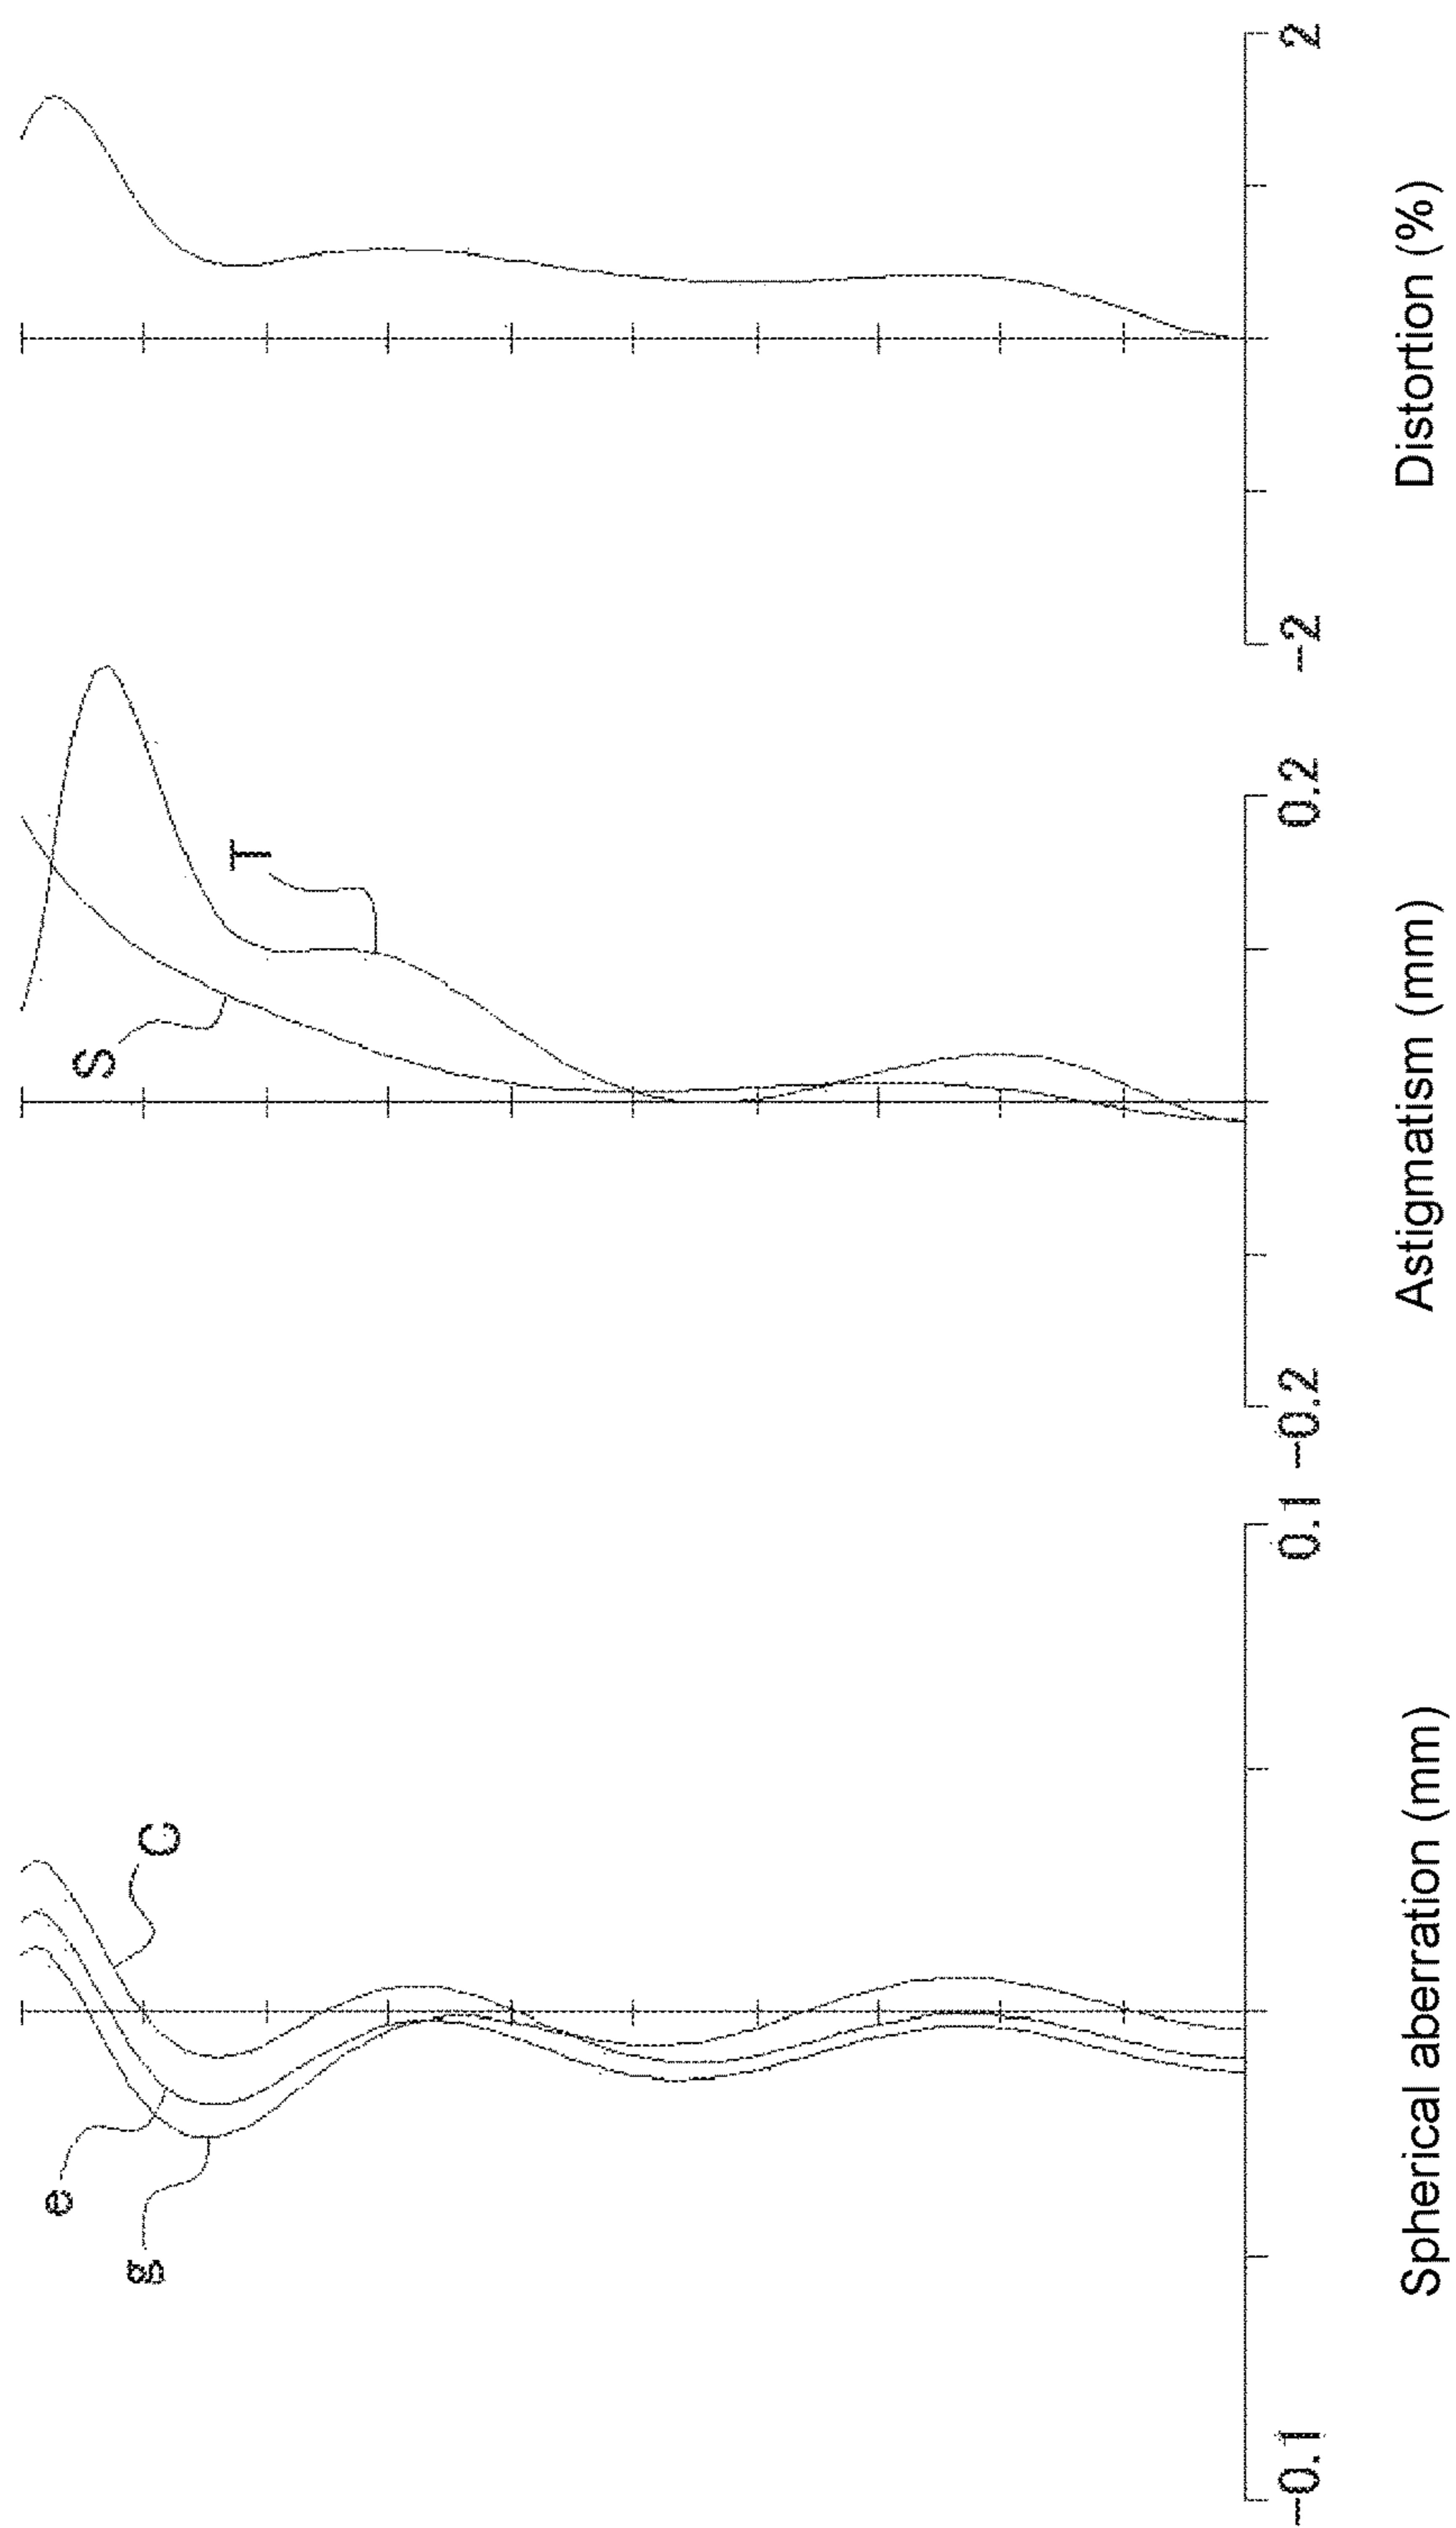 g
e
C
-0.1
0.1
Spherical aberration (mm)
S
T
-0.2
0.2
Astigmatism (mm)
-2
2
Distortion (%)